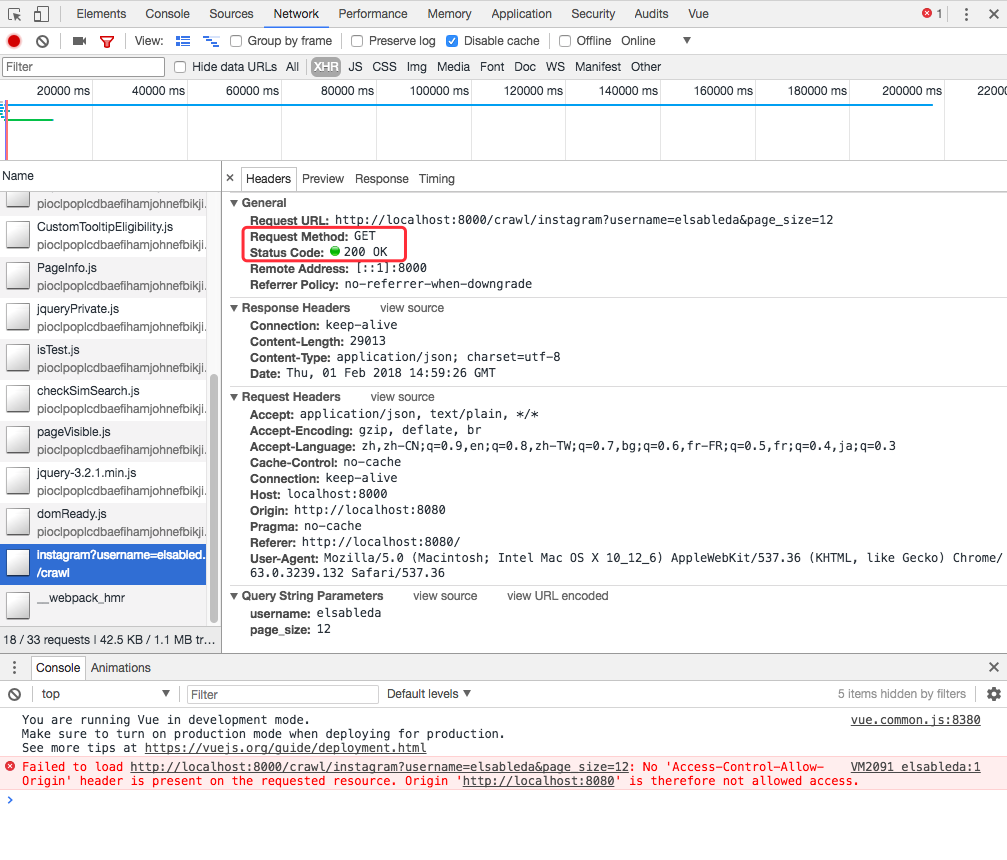 Elements Console Sources Network Performance Memory Application Security Audits Vue 1
View: Group by frame Preserve log Disable cache Offline Online
Filter Hide data URLs All XHR JS CSS Img Media Font Doc WS Manifest Other
20000 ms 40000 ms 60000 ms 80000 ms 100000 ms 120000 ms 140000 ms 160000 ms 180000 ms 200000 ms 22000
Name
pioclpoplcdbaefihamjohnefbikji.
CustomTooltipEligibility.js
pioclpoplcdbaefihamjohnefbikji.
PageInfo.js
pioclpoplcdbaefihamjohnefbikji.
jqueryPrivate.js
pioclpoplcdbaefihamjohnefbikji.
isTest.js
pioclpoplcdbaefihamjohnefbikji.
checkSimSearch.js
pioclpoplcdbaefihamjohnefbikji.
pageVisible.js
pioclpoplcdbaefihamjohnefbikji.
jquery-3.2.1.min.js
pioclpoplcdbaefihamjohnefbikji.
domReady.js
pioclpoplcdbaefihamjohnefbikji.
instagram?username=elsabled.
/crawl
__webpack_hmr
18 / 33 requests | 42.5 KB / 1.1 MB tr...
Headers Preview Response Timing
General
Request URL: http://localhost:8000/crawl/instagram?username=elsableda&page_size=12
Request Method: GET
Status Code: 200 OK
Remote Address: [::1]:8000
Referrer Policy: no-referrer-when-downgrade
Response Headers view source
Connection: keep-alive
Content-Length: 29013
Content-Type: application/json; charset=utf-8
Date: Thu, 01 Feb 2018 14:59:26 GMT
Request Headers view source
Accept: application/json, text/plain, */*
Accept-Encoding: gzip, deflate, br
Accept-Language: zh,zh-CN;q=0.9,en;q=0.8,zh-TW;q=0.7,bg;q=0.6,fr-FR;q=0.5,fr;q=0.4,ja;q=0.3
Cache-Control: no-cache
Connection: keep-alive
Host: localhost:8000
Origin: http://localhost:8080
Pragma: no-cache
Referer: http://localhost:8080/
User-Agent: Mozilla/5.0 (Macintosh; Intel Mac OS X 10_12_6) AppleWebKit/537.36 (KHTML, like Gecko) Chrome/
63.0.3239.132 Safari/537.36
Query String Parameters view source view URL encoded
username: elsableda
page_size: 12
Console Animations
top Filter Default levels 5 items hidden by filters
You are running Vue in development mode. vue.common.js:8380
Make sure to turn on production mode when deploying for production.
See more tips at https://vuejs.org/guide/deployment.html
Failed to load http://localhost:8000/crawl/instagram?username=elsableda&page_size=12: No 'Access-Control-Allow- VM2091 elsableda:1
Origin' header is present on the requested resource. Origin 'http://localhost:8080' is therefore not allowed access.